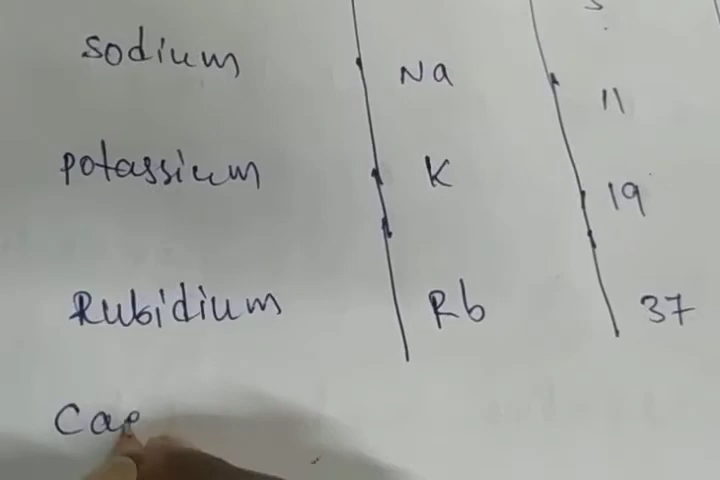 sodium Na 11
potassium K 19
Rubidium Rb 37
Cae